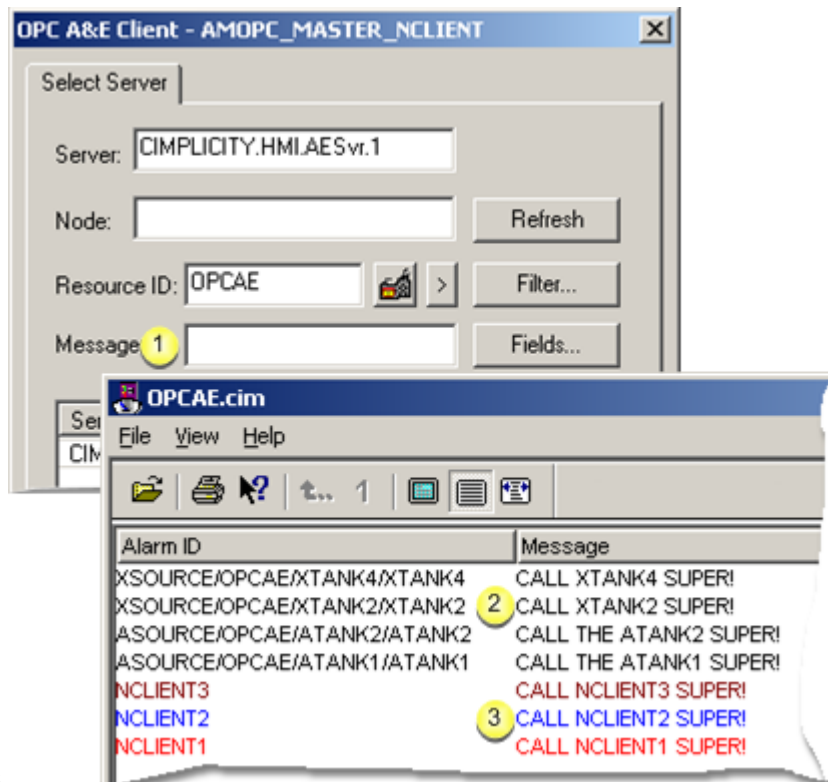 OPC A&E Client - AMOPC_MASTER_NCLIENT
Select Server
Server: CIMPLICITY.HMI.AESvr.1
Node:
Refresh
Resource ID: OPCAE > Filter...
Message 1
Fields...
Ser
CIM
OPCAE.cim
File View Help
1
Alarm ID Message
XSOURCE/OPCAE/XTANK4/XTANK4 CALL XTANK4 SUPER!
XSOURCE/OPCAE/XTANK2/XTANK2 2 CALL XTANK2 SUPER!
ASOURCE/OPCAE/ATANK2/ATANK2 CALL THE ATANK2 SUPER!
ASOURCE/OPCAE/ATANK1/ATANK1 CALL THE ATANK1 SUPER!
NCLIENT3 CALL NCLIENT3 SUPER!
NCLIENT2 3 CALL NCLIENT2 SUPER!
NCLIENT1 CALL NCLIENT1 SUPER!